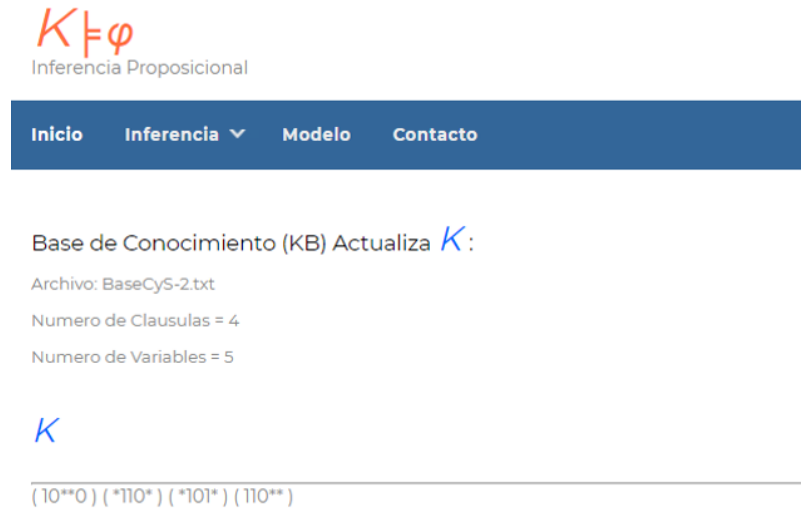 K ⊧ φ
Inferencia Proposicional
Inicio Inferencia Modelo Contacto
Base de Conocimiento (KB) Actualiza K :
Archivo: BaseCyS-2.txt
Numero de Clausulas = 4
Numero de Variables = 5
K
( 10**0 ) ( *110* ) ( *101* ) ( 110** )